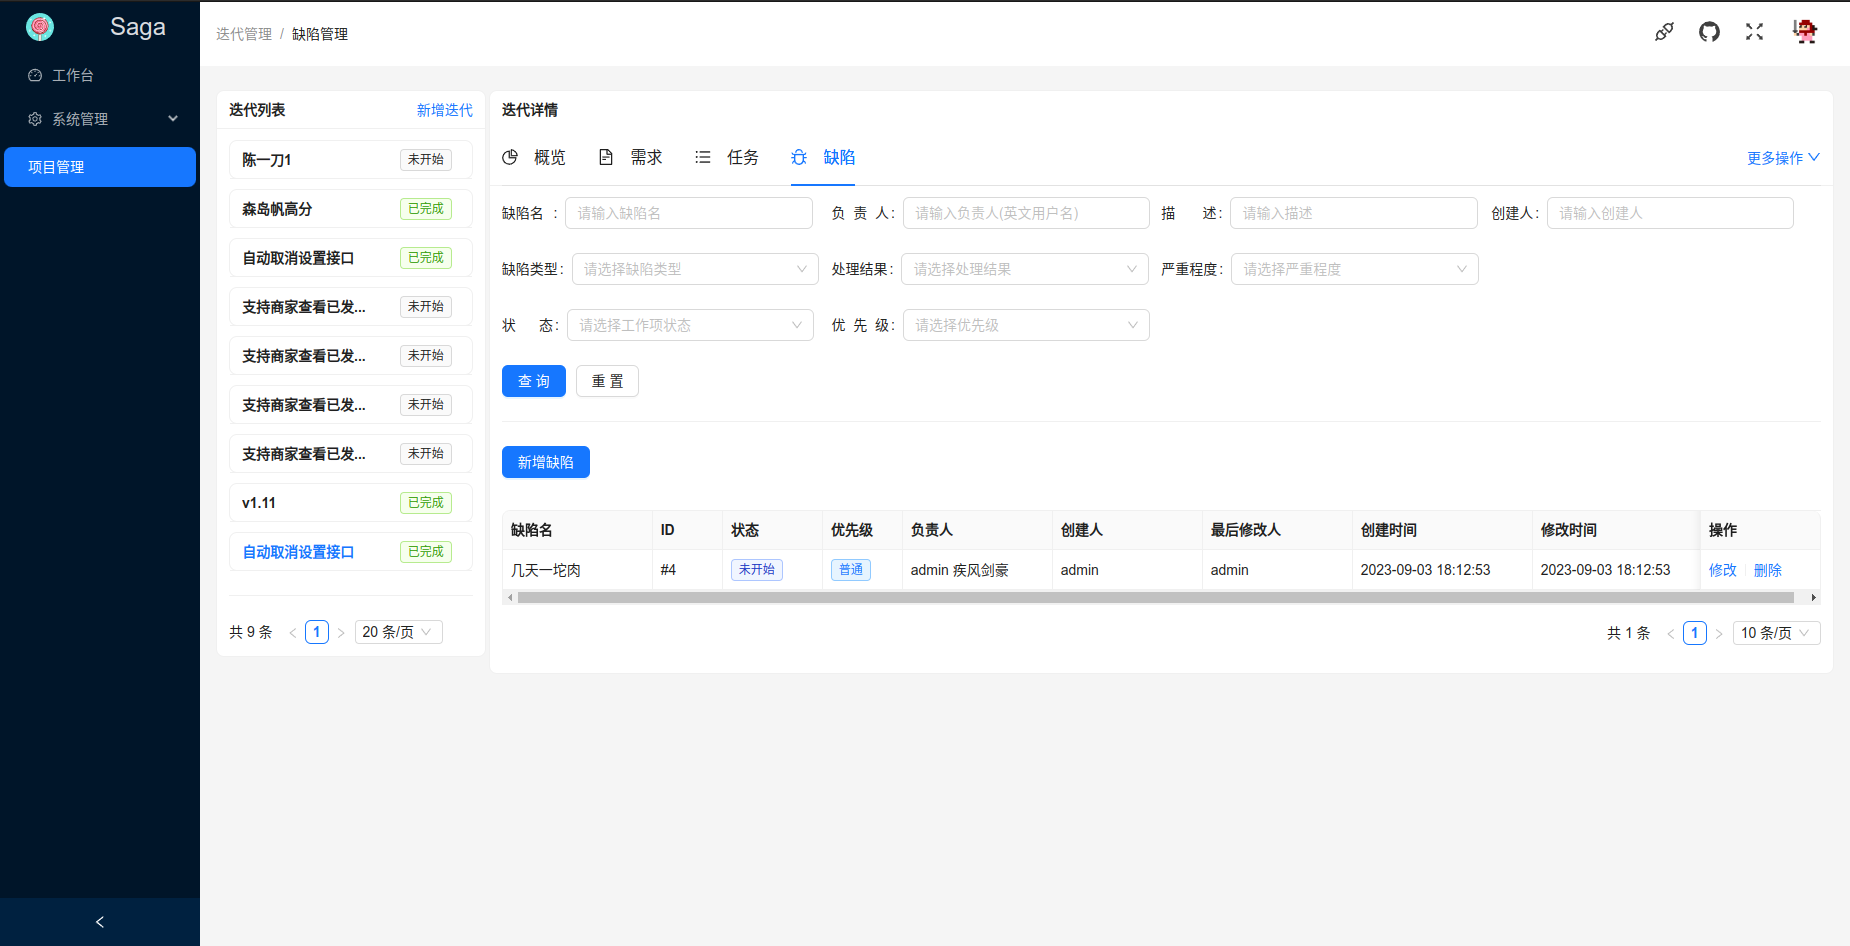 Saga
工作台
系统管理
项目管理
迭代管理 / 缺陷管理
迭代列表 新增迭代
陈一刀1 未开始
森岛帆高分 已完成
自动取消设置接口 已完成
支持商家查看已发... 未开始
支持商家查看已发... 未开始
支持商家查看已发... 未开始
支持商家查看已发... 未开始
v1.11 已完成
自动取消设置接口 已完成
共 9 条 1 20 条/页
迭代详情
概览 需求 任务 缺陷 更多操作
缺陷名 : 请输入缺陷名 负 责 人: 请输入负责人(英文用户名) 描 述: 请输入描述 创建人: 请输入创建人
缺陷类型: 请选择缺陷类型 处理结果: 请选择处理结果 严重程度: 请选择严重程度
状 态: 请选择工作项状态 优 先 级: 请选择优先级
查 询 重 置
新增缺陷
缺陷名 ID 状态 优先级 负责人 创建人 最后修改人 创建时间 修改时间 操作
几天一坨肉 #4 未开始 普通 admin 疾风剑豪 admin admin 2023-09-03 18:12:53 2023-09-03 18:12:53 修改 删除
共 1 条 1 10 条/页